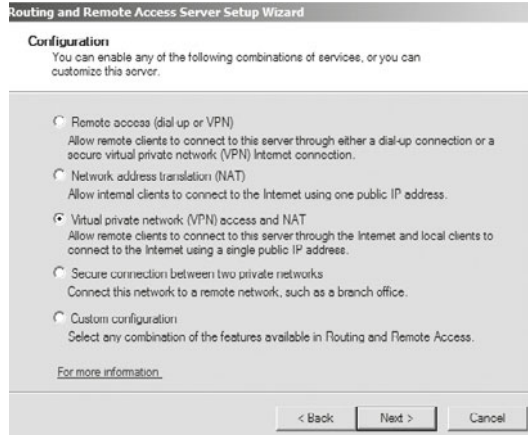 Routing and Remote Access Server Setup Wizard
Configuration
You can enable any of the following combinations of services, or you can
customize this server.
Remote access (dial up or VPN)
Allow remote clients to connect to this server through either a dial-up connection or a
secure virtual private network (VPN) Internet connection.
Network address translation (NAT)
Allow internal clients to connect to the Internet using one public IP address.
Virtual private network (VPN) access and NAT
Allow remote clients to connect to this server through the Internet and local clients to
connect to the Internet using a single public IP address.
Secure connection between two private networks
Connect this network to a remote network, such as a branch office.
Custom configuration
Select any combination of the features available in Routing and Remote Access.
For more information
< Back Next > Cancel